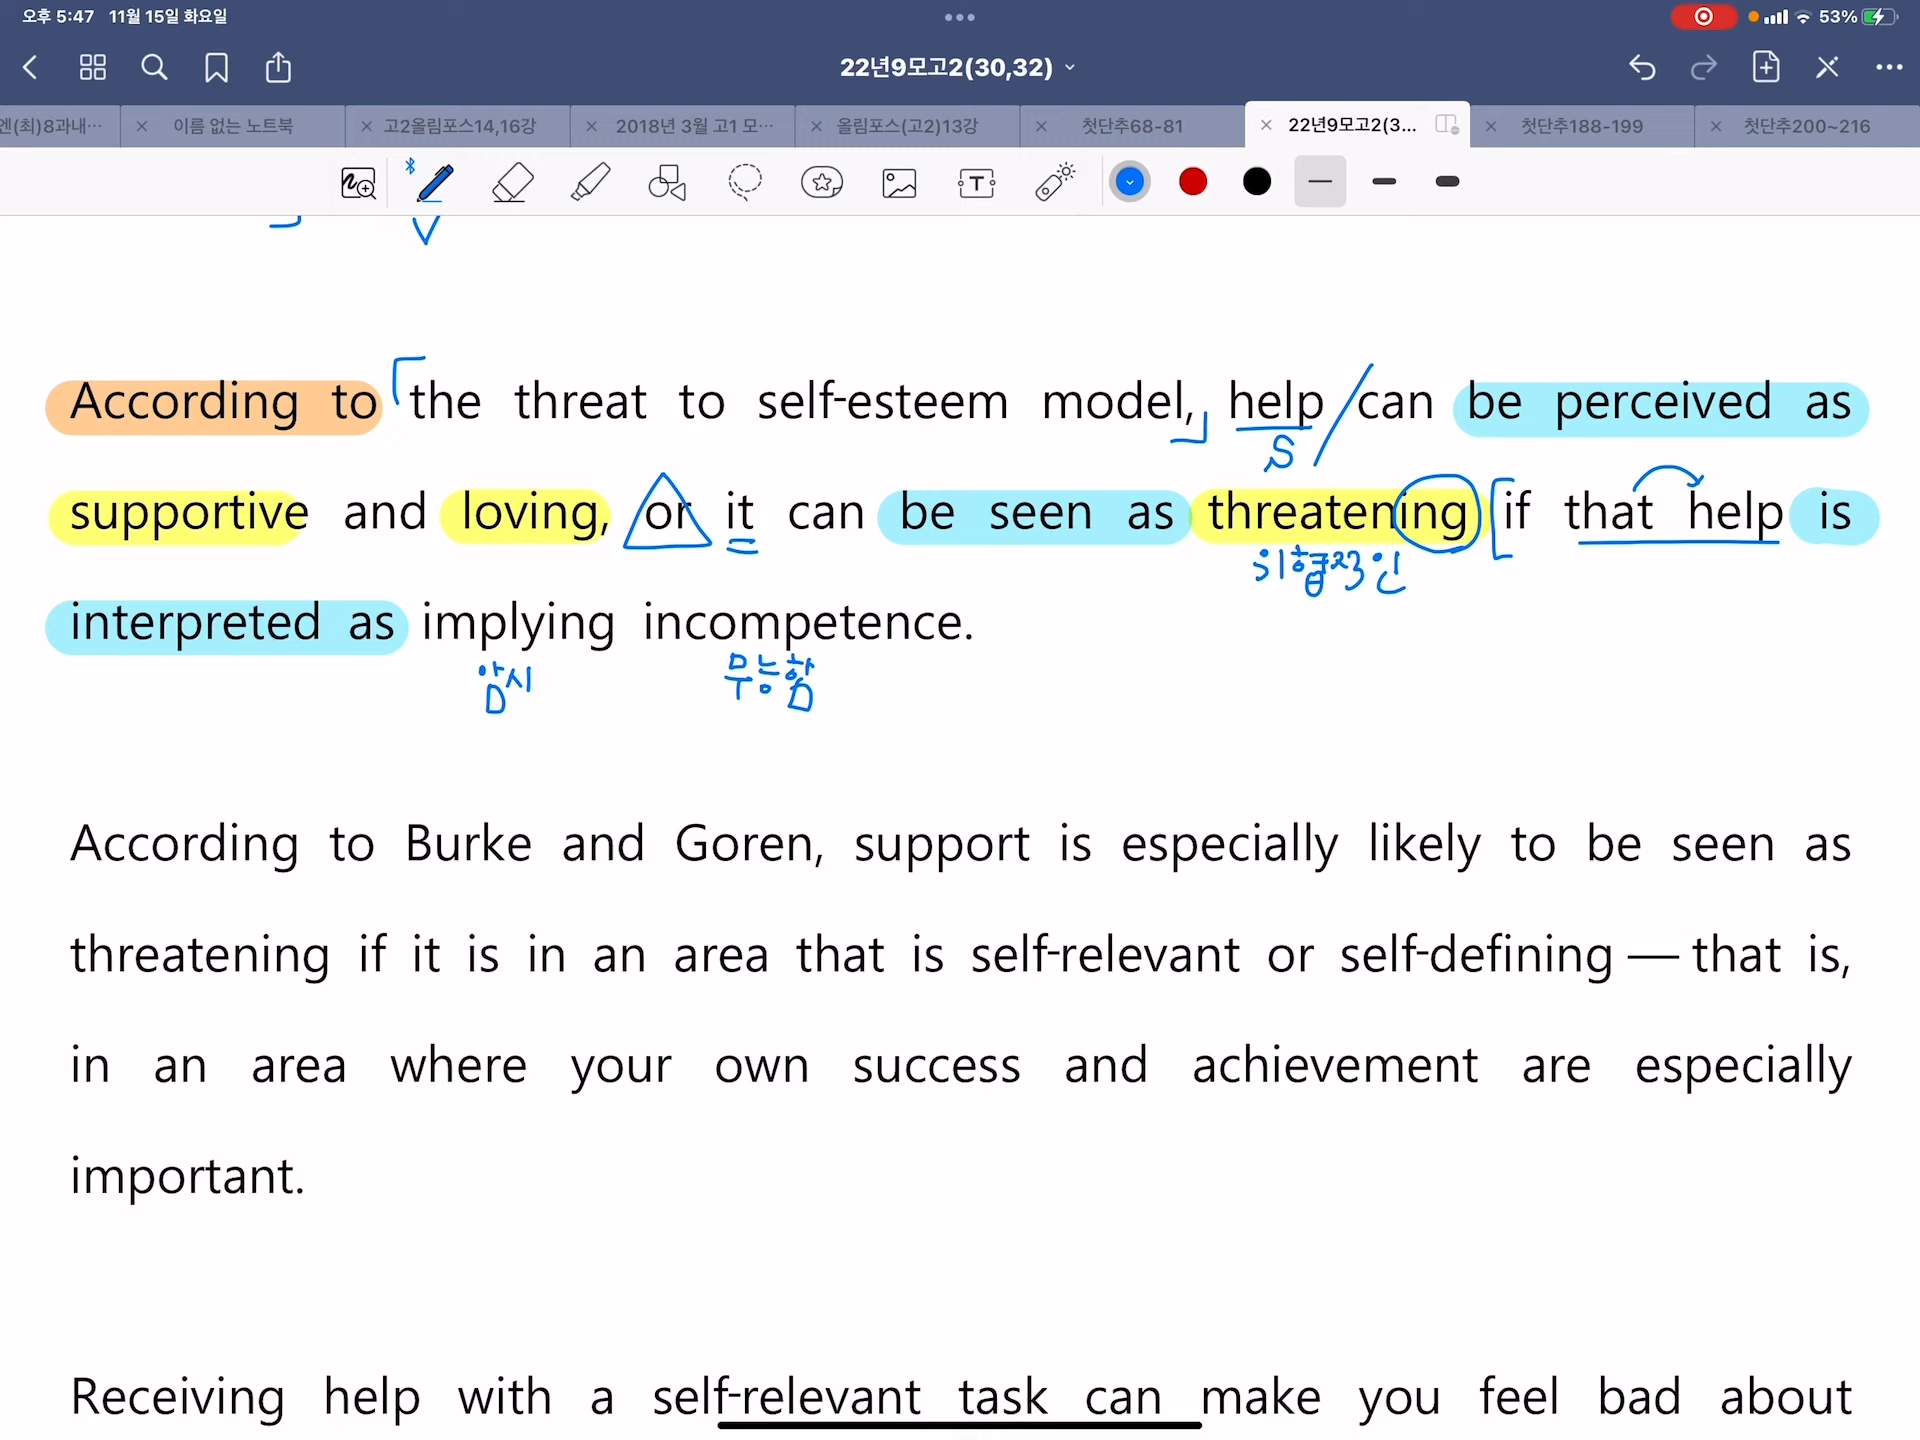 오후 5:47 11월 15일 화요일
53%
22년9모고2(30,32)
엔(최)8과내…
이름 없는 노트북
고2올림포스14,16강
2018년 3월 고1 모…
올림포스(고2)13강
첫단추68-81
22년9모고2(3...
첫단추188-199
첫단추200~216
According to the threat to self-esteem model, help can be perceived as
S
supportive and loving, or it can be seen as threatening if that help is
위협적인
interpreted as implying incompetence.
암시 무능함
According to Burke and Goren, support is especially likely to be seen as
threatening if it is in an area that is self-relevant or self-defining — that is,
in an area where your own success and achievement are especially
important.
Receiving help with a self-relevant task can make you feel bad about